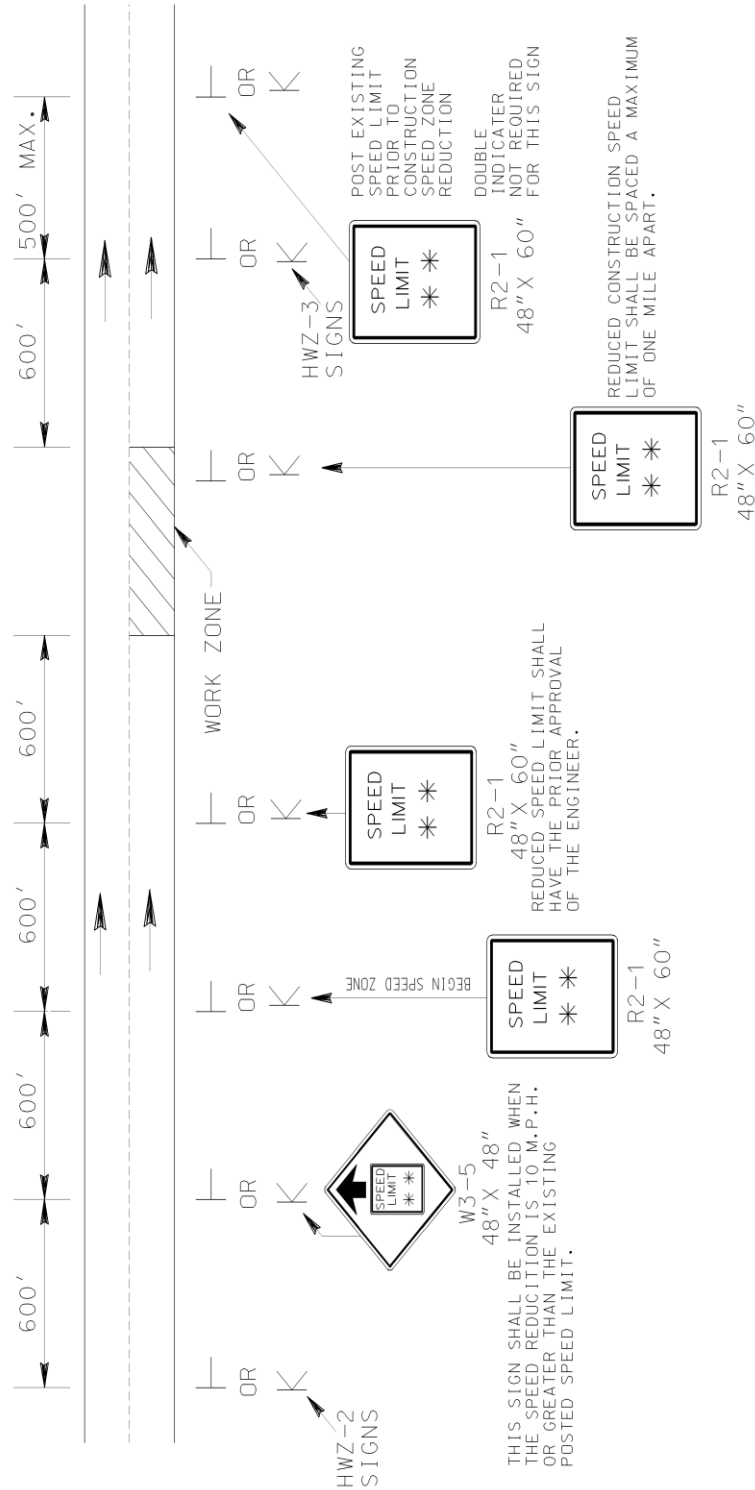 600'
600'
600'
600'
600'
500' MAX.
WORK ZONE
OR
K
OR
K
OR
K
OR
K
OR
K
OR
K
OR
K
HWZ-2
SIGNS
SPEED
LIMIT
* *
W3-5
48"X 48"
THIS SIGN SHALL BE INSTALLED WHEN
THE SPEED REDUCITION IS 10 M.P.H.
OR GREATER THAN THE EXISTING
POSTED SPEED LIMIT.
BEGIN SPEED ZONE
SPEED
LIMIT
* *
R2-1
48"X 60"
SPEED
LIMIT
* *
R2-1
48"X 60"
REDUCED SPEED LIMIT SHALL
HAVE THE PRIOR APPROVAL
OF THE ENGINEER.
SPEED
LIMIT
* *
R2-1
48"X 60"
REDUCED CONSTRUCTION SPEED
LIMIT SHALL BE SPACED A MAXIMUM
OF ONE MILE APART.
HWZ-3
SIGNS
SPEED
LIMIT
* *
R2-1
48"X 60"
POST EXISTING
SPEED LIMIT
PRIOR TO
CONSTRUCTION
SPEED ZONE
REDUCTION
DOUBLE
INDICATER
NOT REQUIRED
FOR THIS SIGN